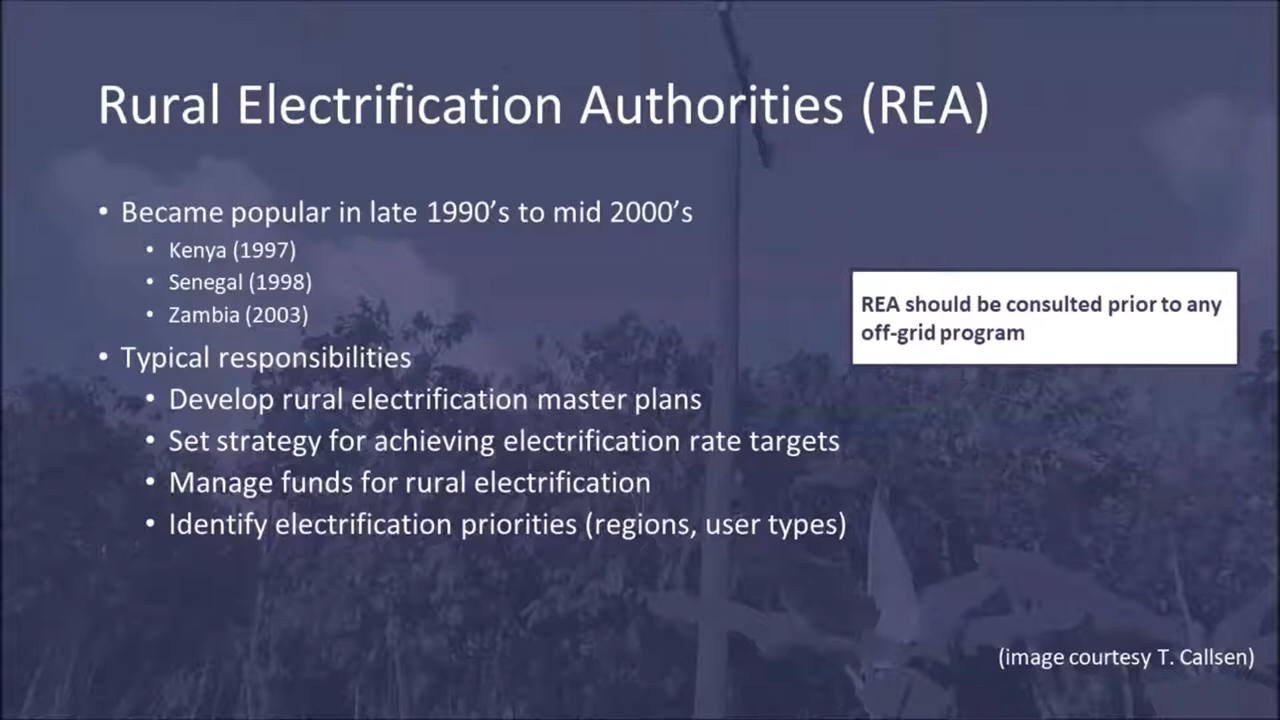 Rural Electrification Authorities (REA)
• Became popular in late 1990’s to mid 2000’s
• Kenya (1997)
• Senegal (1998)
• Zambia (2003)
• Typical responsibilities
• Develop rural electrification master plans
• Set strategy for achieving electrification rate targets
• Manage funds for rural electrification
• Identify electrification priorities (regions, user types)
REA should be consulted prior to any
off-grid program
(image courtesy T. Callsen)